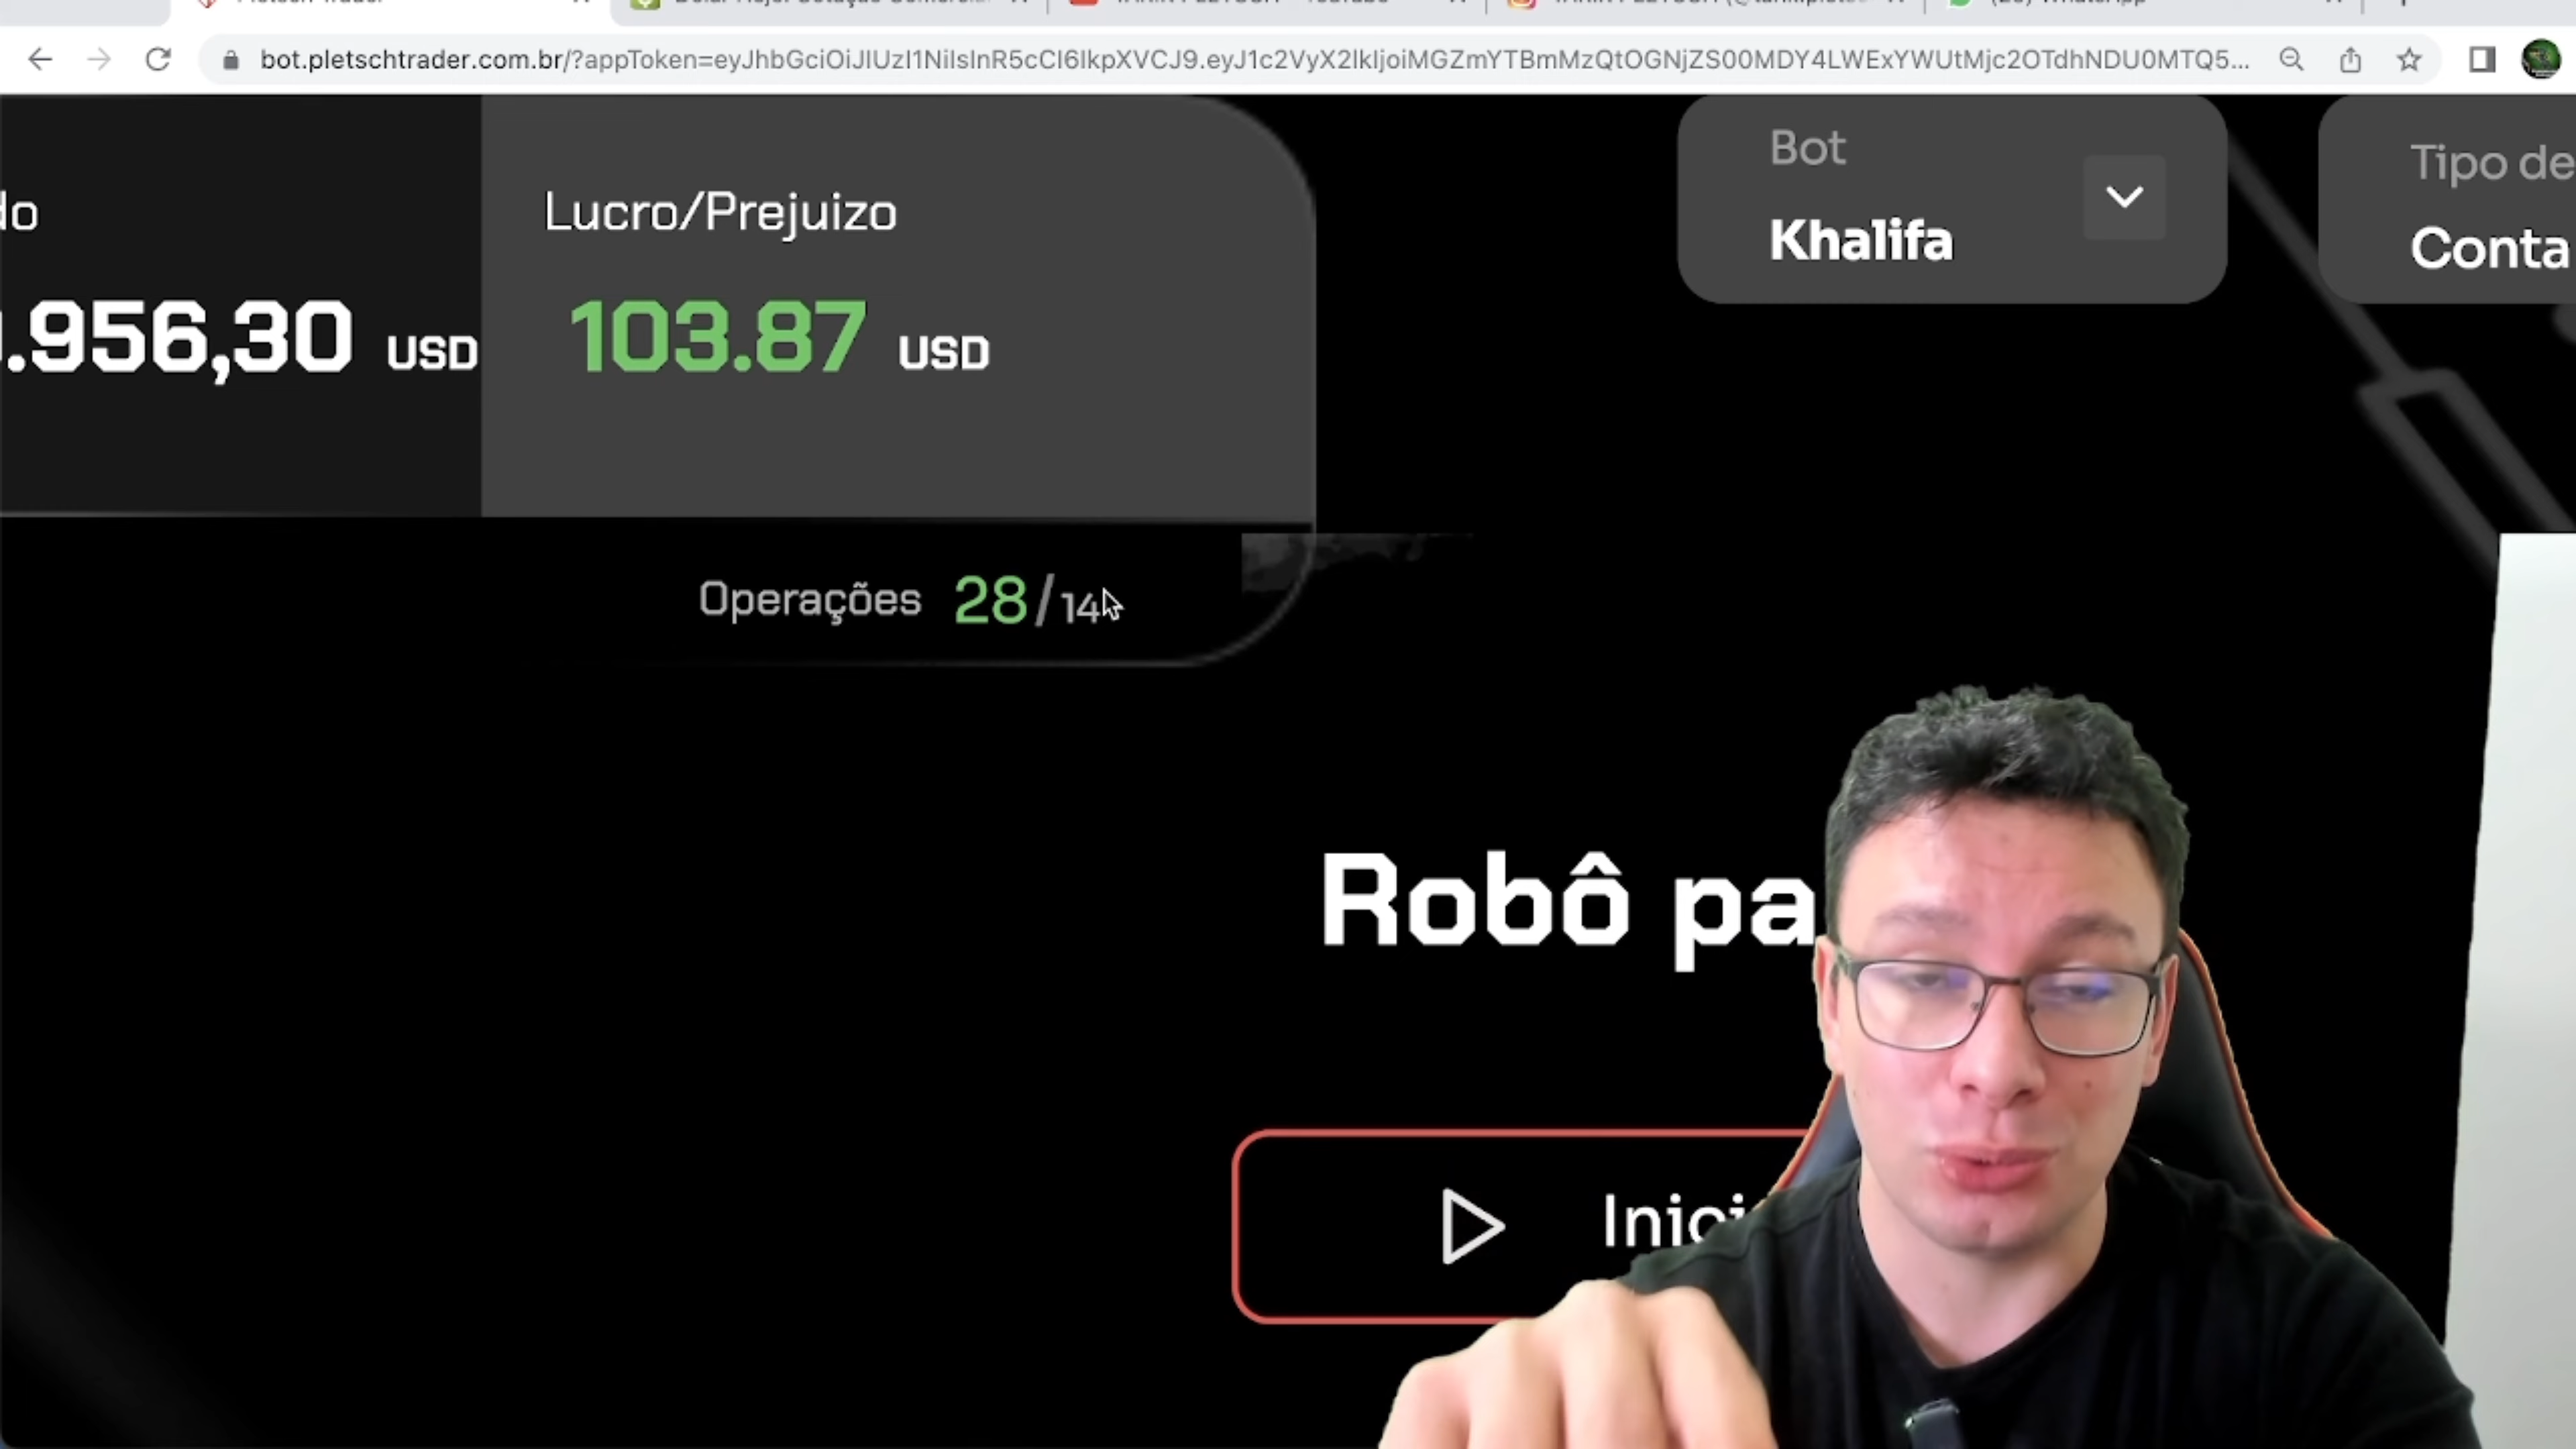 bot.pletschtrader.com.br/?appToken=eyJhbGciOiJIUzI1NiIsInR5cCI6IkpXVCJ9.eyJ1c2VyX2lkIjoiMGZmYTBmMzQtOGNjZS00MDY4LWExYWUtMjc2OTdhNDU0MTQ5...
do
Lucro/Prejuizo
.956,30 USD
103.87 USD
Bot
Khalifa
Tipo de
Conta
Operações 28/14
Robô pa
Inici